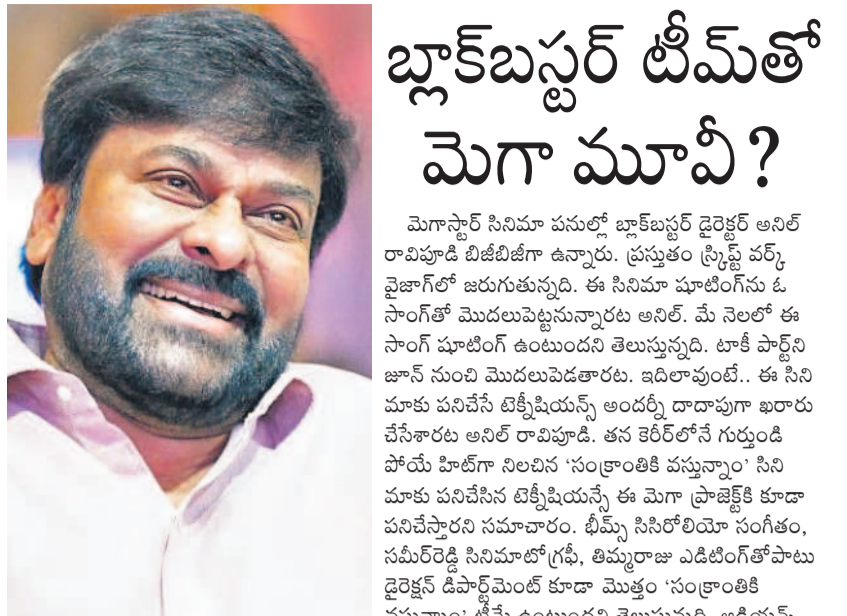 బ్లాక్‌బస్టర్ టీమ్‌తో
మెగా మూవీ?
మెగాస్టార్ సినిమా పనుల్లో బ్లాక్‌బస్టర్ డైరెక్టర్ అనిల్
రావిపూడి బిజీబిజీగా ఉన్నారు. ప్రస్తుతం స్క్రిప్ట్ వర్క్
వైజాగ్‌లో జరుగుతున్నది. ఈ సినిమా షూటింగ్‌ను ఓ
సాంగ్‌తో మొదలుపెట్టనున్నారట అనిల్. మే నెలలో ఈ
సాంగ్ షూటింగ్ ఉంటుందని తెలుస్తున్నది. టాకీ పార్ట్‌ని
జూన్ నుంచి మొదలుపెడతారట. ఇదిలావుంటే.. ఈ సిని
మాకు పనిచేసే టెక్నీషియన్స్ అందర్నీ దాదాపుగా ఖరారు
చేసేశారట అనిల్ రావిపూడి. తన కెరీర్‌లోనే గుర్తుండి
పోయే హిట్‌గా నిలచిన ‘సంక్రాంతికి వస్తున్నాం’ సిని
మాకు పనిచేసిన టెక్నీషియన్సే ఈ మెగా ప్రాజెక్ట్‌కి కూడా
పనిచేస్తారని సమాచారం. భీమ్స్ సిసిరోలియో సంగీతం,
సమీర్‌రెడ్డి సినిమాటోగ్రఫీ, తిమ్మరాజు ఎడిటింగ్‌తోపాటు
డైరెక్షన్ డిపార్ట్‌మెంట్ కూడా మొత్తం ‘సంక్రాంతికి